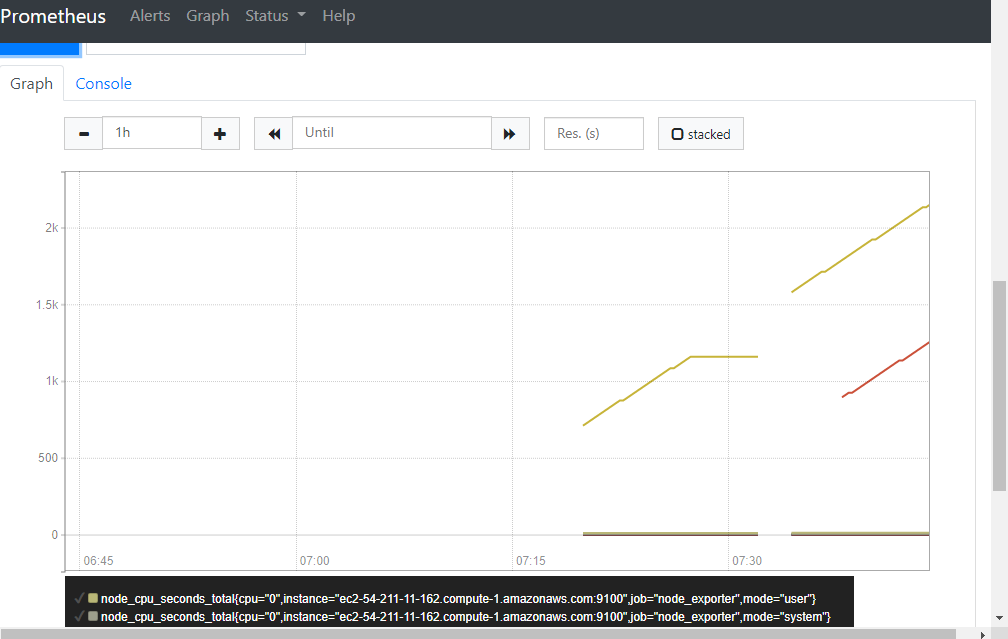 Prometheus Alerts Graph Status Help
Graph Console
1h Until Res. (s) stacked
2k
1.5k
1k
500
0
06:45 07:00 07:15 07:30
node_cpu_seconds_total{cpu="0",instance="ec2-54-211-11-162.compute-1.amazonaws.com:9100",job="node_exporter",mode="user"}
node_cpu_seconds_total{cpu="0",instance="ec2-54-211-11-162.compute-1.amazonaws.com:9100",job="node_exporter",mode="system"}